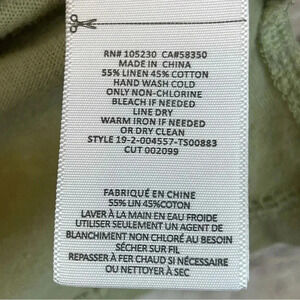 RN# 105230 CA#58350
MADE IN CHINA
55% LINEN 45% COTTON
HAND WASH COLD
ONLY NON-CHLORINE
BLEACH IF NEEDED
LINE DRY
WARM IRON IF NEEDED
OR DRY CLEAN
STYLE 19-2-004557-TS00883
CUT 002099
FABRIQUÉ EN CHINE
55% LIN 45%COTON
LAVER À LA MAIN EN EAU FROIDE
UTILISER SEULEMENT UN AGENT DE
BLANCHIMENT NON CHLORÉ AU BESOIN
SÉCHER SUR FIL
REPASSER À FER CHAUD SI NÉCESSAIRE
OU NETTOYER À SEC